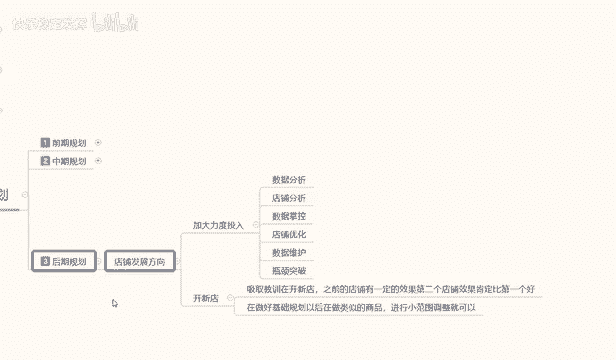 划
1 前期规划
2 中期规划
3 后期规划
店铺发展方向
加大力度投入
数据分析
店铺分析
数据掌控
店铺优化
数据维护
瓶颈突破
开新店
吸取教训在开新店，之前的店铺有一定的效果第二个店铺效果肯定比第一个好
在做好基础规划以后在做类似的商品，进行小范围调整就可以